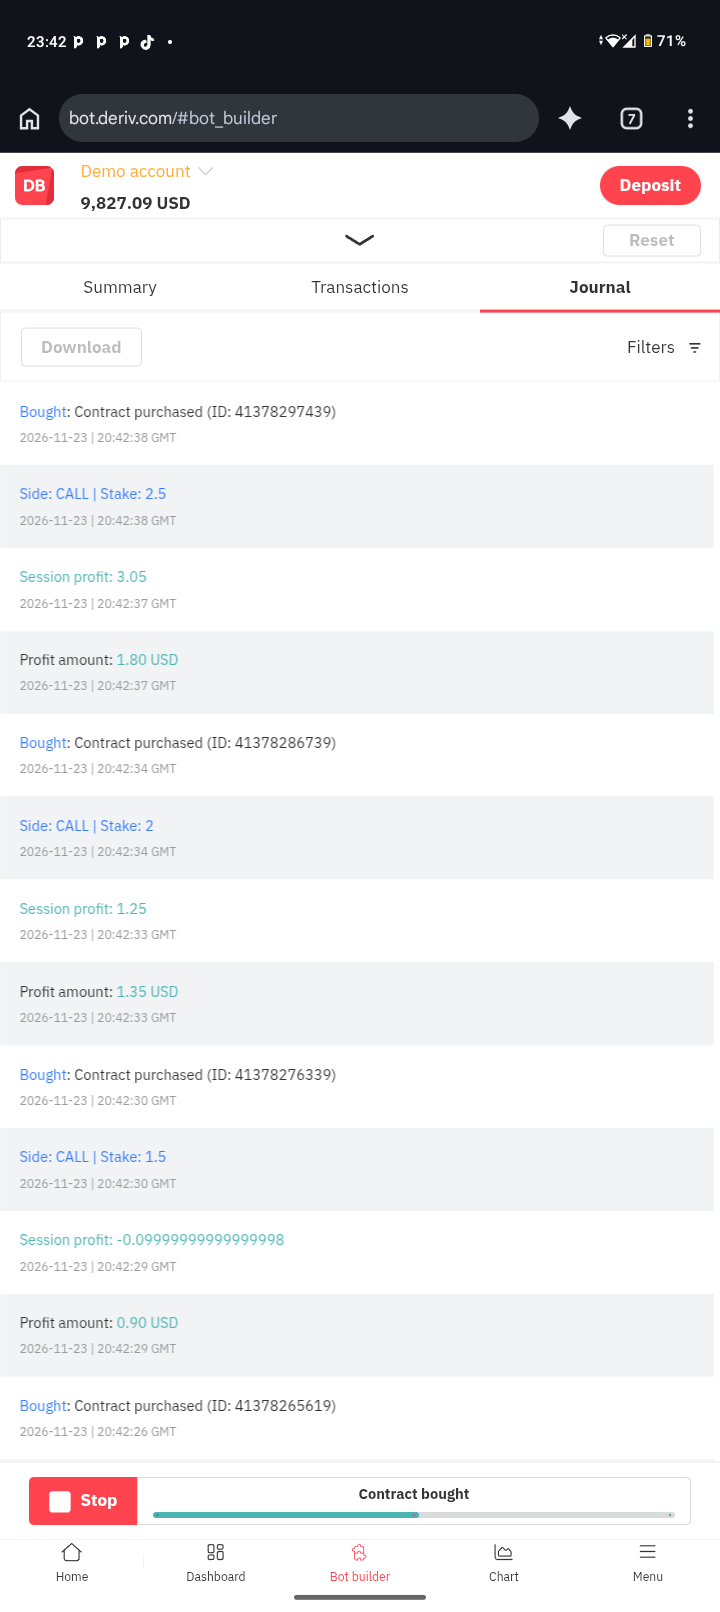 23:42
71%
bot.deriv.com/#bot_builder
7
DB
Demo account
9,827.09 USD
Deposit
Reset
Summary
Transactions
Journal
Download
Filters
Bought: Contract purchased (ID: 41378297439)
2026-11-23 | 20:42:38 GMT
Side: CALL | Stake: 2.5
2026-11-23 | 20:42:38 GMT
Session profit: 3.05
2026-11-23 | 20:42:37 GMT
Profit amount: 1.80 USD
2026-11-23 | 20:42:37 GMT
Bought: Contract purchased (ID: 41378286739)
2026-11-23 | 20:42:34 GMT
Side: CALL | Stake: 2
2026-11-23 | 20:42:34 GMT
Session profit: 1.25
2026-11-23 | 20:42:33 GMT
Profit amount: 1.35 USD
2026-11-23 | 20:42:33 GMT
Bought: Contract purchased (ID: 41378276339)
2026-11-23 | 20:42:30 GMT
Side: CALL | Stake: 1.5
2026-11-23 | 20:42:30 GMT
Session profit: -0.09999999999999998
2026-11-23 | 20:42:29 GMT
Profit amount: 0.90 USD
2026-11-23 | 20:42:29 GMT
Bought: Contract purchased (ID: 41378265619)
2026-11-23 | 20:42:26 GMT
Stop
Contract bought
Home
Dashboard
Bot builder
Chart
Menu